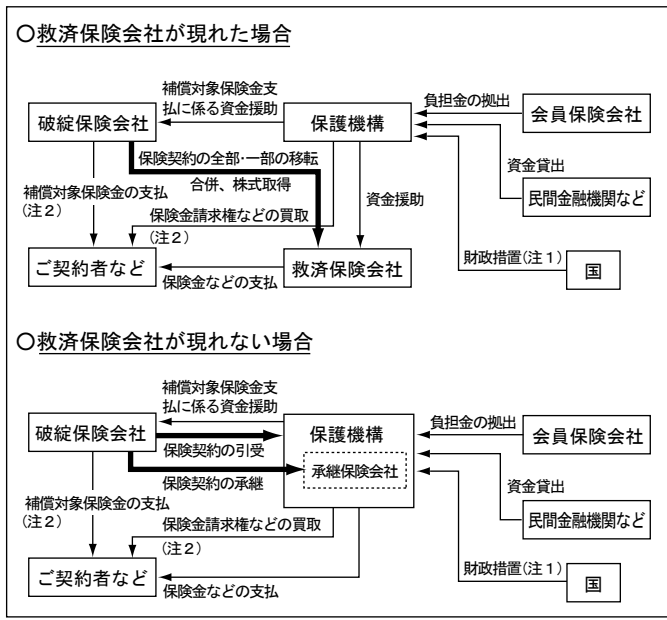 〇救済保険会社が現れた場合
補償対象保険金支
払に係る資金援助
負担金の拠出
破綻保険会社
保護機構
会員保険会社
保険契約の全部・一部の移転
合併、株式取得
資金貸出
補償対象保険金の支払
(注2)
保険金請求権などの買取
(注2)
資金援助
民間金融機関など
財政措置(注1)
ご契約者など
保険金などの支払
救済保険会社
国
〇救済保険会社が現れない場合
補償対象保険金支
払に係る資金援助
負担金の拠出
破綻保険会社
保護機構
会員保険会社
保険契約の引受
承継保険会社
保険契約の承継
資金貸出
補償対象保険金の支払
(注2)
保険金請求権などの買取
(注2)
民間金融機関など
財政措置(注1)
ご契約者など
保険金などの支払
国